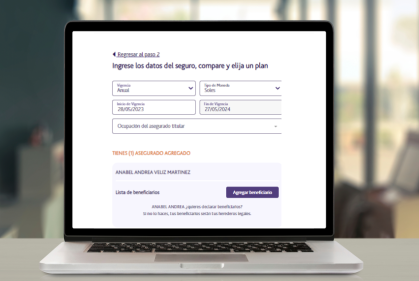 Regresar al paso 2
Ingrese los datos del seguro, compare y elija un plan
Vigencia
Anual
Tipo de Moneda
Soles
Inicio de Vigencia
28/05/2023
Fin de Vigencia
27/05/2024
Ocupación del asegurado titular
TIENES (1) ASEGURADO AGREGADO
ANABEL ANDREA VELIZ MARTINEZ
Lista de beneficiarios
Agregar beneficiario
ANABEL ANDREA, ¿quieres declarar beneficiarios?
Si no lo haces, tus beneficiarios serán tus herederos legales.